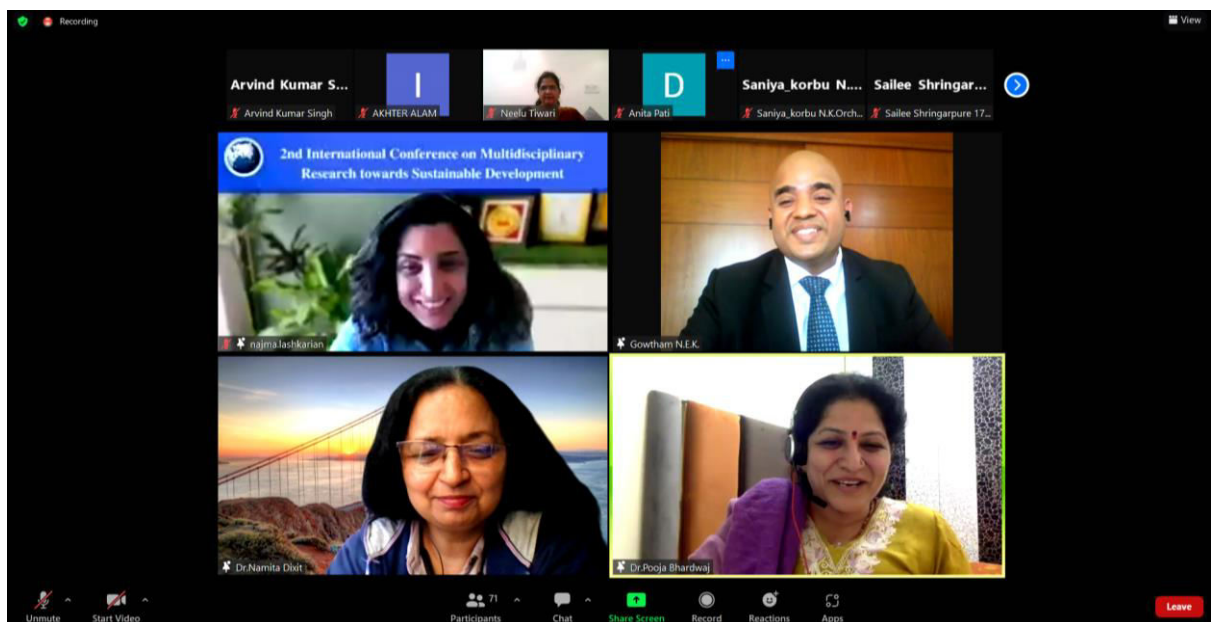 Recording
View
Arvind Kumar S...
I
D
Saniya_korbu N....
Sailee Shringar...
Arvind Kumar Singh
AKHTER ALAM
Neelu Tiwari
Anita Pati
Saniya_korbu N.K.Orch...
Sailee Shringarpure 17...
2nd International Conference on Multidisciplinary
Research towards Sustainable Development
najma.lashkarian
Gowtham N.E.K.
Dr.Namita Dixit
Dr.Pooja Bhardwaj
71
Unmute
Start Video
Participants
Chat
Share Screen
Record
Reactions
Apps
Leave